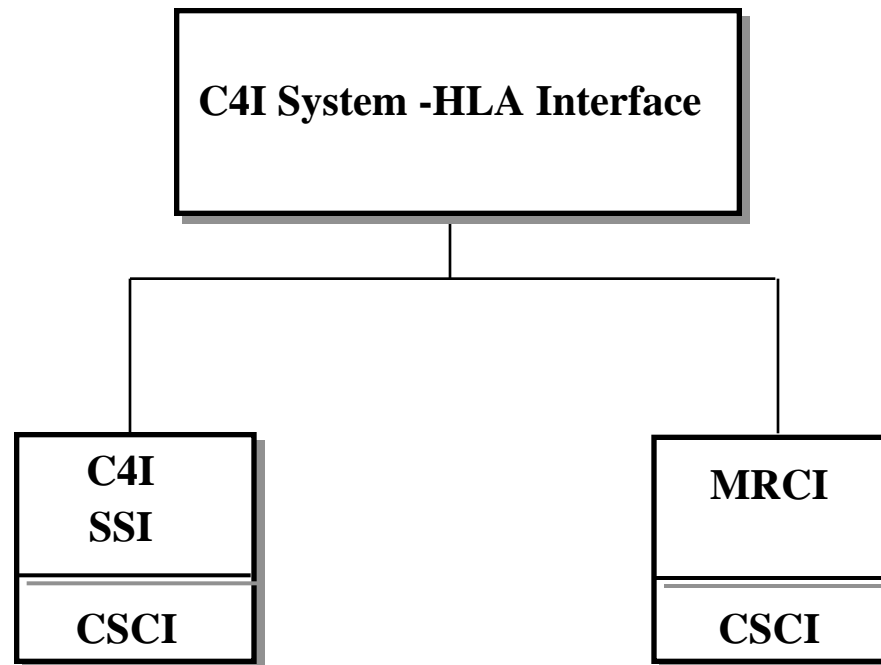 C4I System -HLA Interface
C4I
SSI
CSCI
MRCI
CSCI